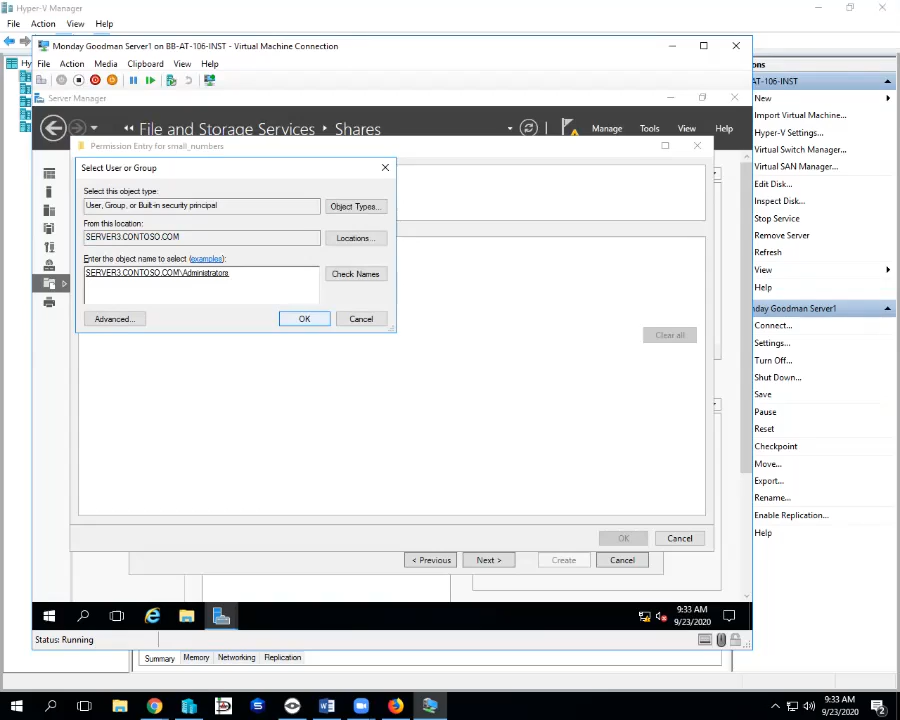 Hyper-V Manager
File Action View Help
Monday Goodman Server1 on BB-AT-106-INST - Virtual Machine Connection
File Action Media Clipboard View Help
Server Manager
File and Storage Services Shares
Manage Tools View Help
Permission Entry for small_numbers
Select User or Group
Select this object type:
User, Group, or Built-in security principal
Object Types...
From this location:
SERVER3.CONTOSO.COM
Locations...
Enter the object name to select (examples):
SERVER3.CONTOSO.COM\Administrators
Check Names
Advanced...
OK
Cancel
Clear all
OK
Cancel
< Previous
Next >
Create
Cancel
9:33 AM
9/23/2020
Status: Running
Summary Memory Networking Replication
ons
AT-106-INST
New
Import Virtual Machine...
Hyper-V Settings...
Virtual Switch Manager...
Virtual SAN Manager...
Edit Disk...
Inspect Disk...
Stop Service
Remove Server
Refresh
View
Help
nday Goodman Server1
Connect...
Settings...
Turn Off...
Shut Down...
Save
Pause
Reset
Checkpoint
Move...
Export...
Rename...
Enable Replication...
Help
9:33 AM
9/23/2020
2